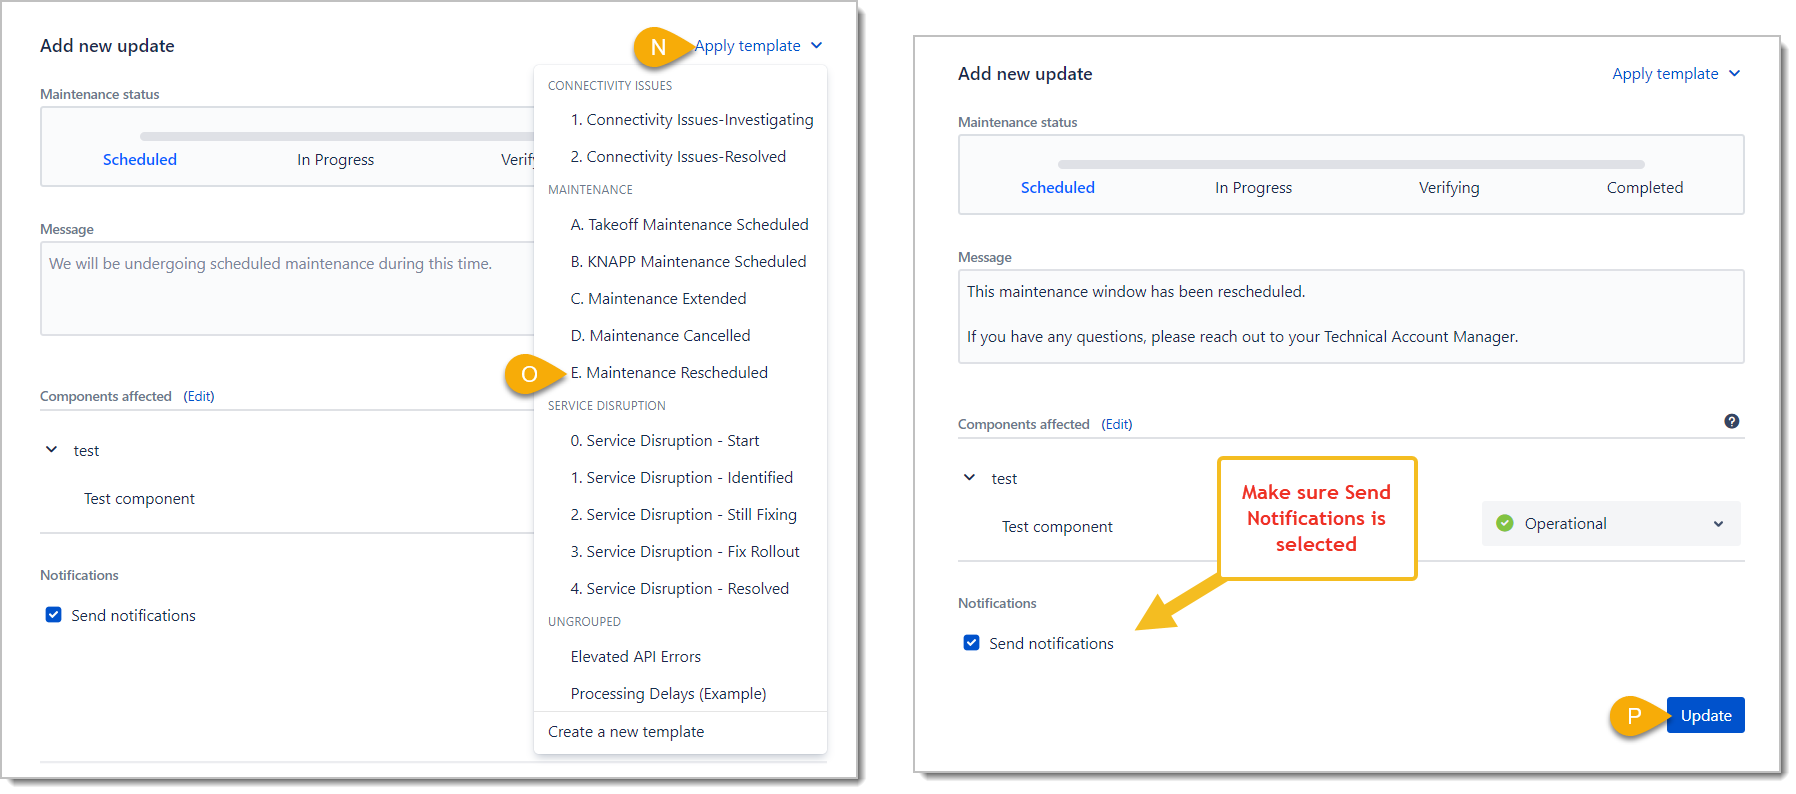 Add new update
N
Apply template
Maintenance status
Scheduled
In Progress
Verify
Message
We will be undergoing scheduled maintenance during this time.
Components affected (Edit)
test
Test component
Notifications
Send notifications
CONNECTIVITY ISSUES
1. Connectivity Issues-Investigating
2. Connectivity Issues-Resolved
MAINTENANCE
A. Takeoff Maintenance Scheduled
B. KNAPP Maintenance Scheduled
C. Maintenance Extended
D. Maintenance Cancelled
O
E. Maintenance Rescheduled
SERVICE DISRUPTION
0. Service Disruption - Start
1. Service Disruption - Identified
2. Service Disruption - Still Fixing
3. Service Disruption - Fix Rollout
4. Service Disruption - Resolved
UNGROUPED
Elevated API Errors
Processing Delays (Example)
Create a new template
Add new update
Apply template
Maintenance status
Scheduled
In Progress
Verifying
Completed
Message
This maintenance window has been rescheduled.
If you have any questions, please reach out to your Technical Account Manager.
Components affected (Edit)
?
test
Test component
Operational
Make sure Send
Notifications is
selected
Notifications
Send notifications
P
Update